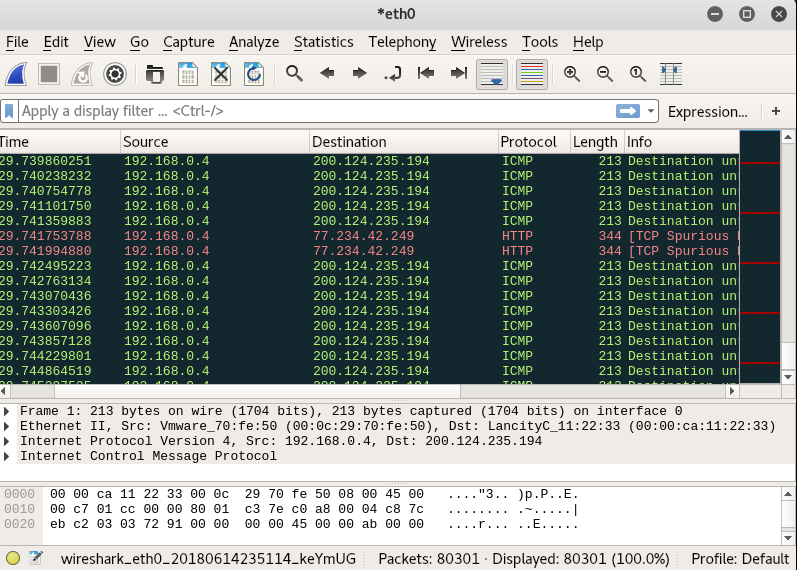 *eth0
File Edit View Go Capture Analyze Statistics Telephony Wireless Tools Help
Apply a display filter ... <Ctrl-/> Expression... +
Time Source Destination Protocol Length Info
29.739860251 192.168.0.4 200.124.235.194 ICMP 213 Destination un
29.740238232 192.168.0.4 200.124.235.194 ICMP 213 Destination un
29.740754778 192.168.0.4 200.124.235.194 ICMP 213 Destination un
29.741101750 192.168.0.4 200.124.235.194 ICMP 213 Destination un
29.741359883 192.168.0.4 200.124.235.194 ICMP 213 Destination un
29.741753788 192.168.0.4 77.234.42.249 HTTP 344 [TCP Spurious
29.741994880 192.168.0.4 77.234.42.249 HTTP 344 [TCP Spurious
29.742495223 192.168.0.4 200.124.235.194 ICMP 213 Destination un
29.742763134 192.168.0.4 200.124.235.194 ICMP 213 Destination un
29.743070436 192.168.0.4 200.124.235.194 ICMP 213 Destination un
29.743303426 192.168.0.4 200.124.235.194 ICMP 213 Destination un
29.743607096 192.168.0.4 200.124.235.194 ICMP 213 Destination un
29.743857128 192.168.0.4 200.124.235.194 ICMP 213 Destination un
29.744229801 192.168.0.4 200.124.235.194 ICMP 213 Destination un
29.744864519 192.168.0.4 200.124.235.194 ICMP 213 Destination un
192.168.0.4 200.124.235.194 ICMP 213 Destination un
Frame 1: 213 bytes on wire (1704 bits), 213 bytes captured (1704 bits) on interface 0
Ethernet II, Src: Vmware_70:fe:50 (00:0c:29:70:fe:50), Dst: LancityC_11:22:33 (00:00:ca:11:22:33)
Internet Protocol Version 4, Src: 192.168.0.4, Dst: 200.124.235.194
Internet Control Message Protocol
0000 00 00 ca 11 22 33 00 0c 29 70 fe 50 08 00 45 00 ...."3.. )p.P..E.
0010 00 c7 01 cc 00 00 80 01 c3 7e c0 a8 00 04 c8 7c ........ .~.....|
0020 eb c2 03 03 72 91 00 00 00 00 45 00 00 ab 00 00 ....r... ..E.....
wireshark_eth0_20180614235114_keYmUG Packets: 80301 · Displayed: 80301 (100.0%) Profile: Default